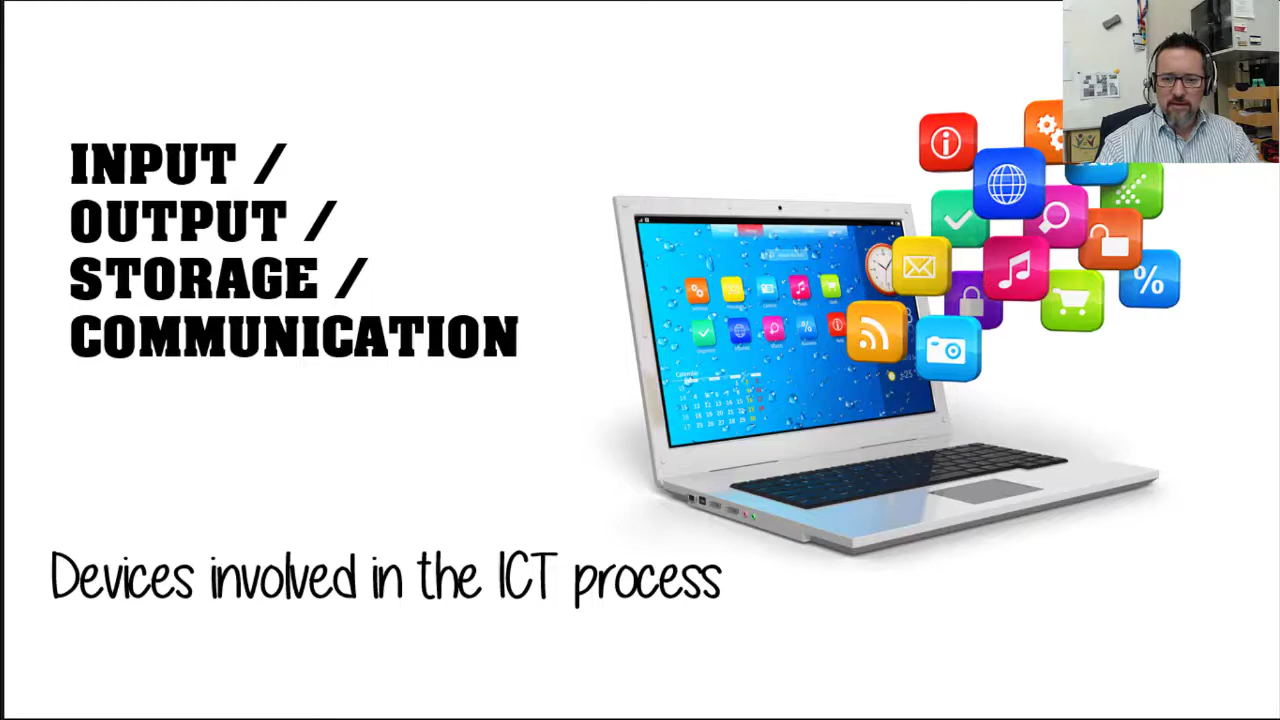 INPUT /
OUTPUT /
STORAGE /
COMMUNICATION
%
Devices involved in the ICT process